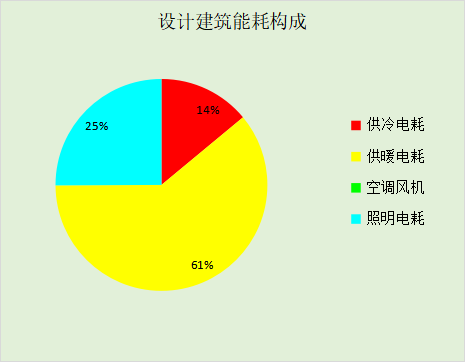 设计建筑能耗构成
14%
25%
61%
供冷电耗
供暖电耗
空调风机
照明电耗